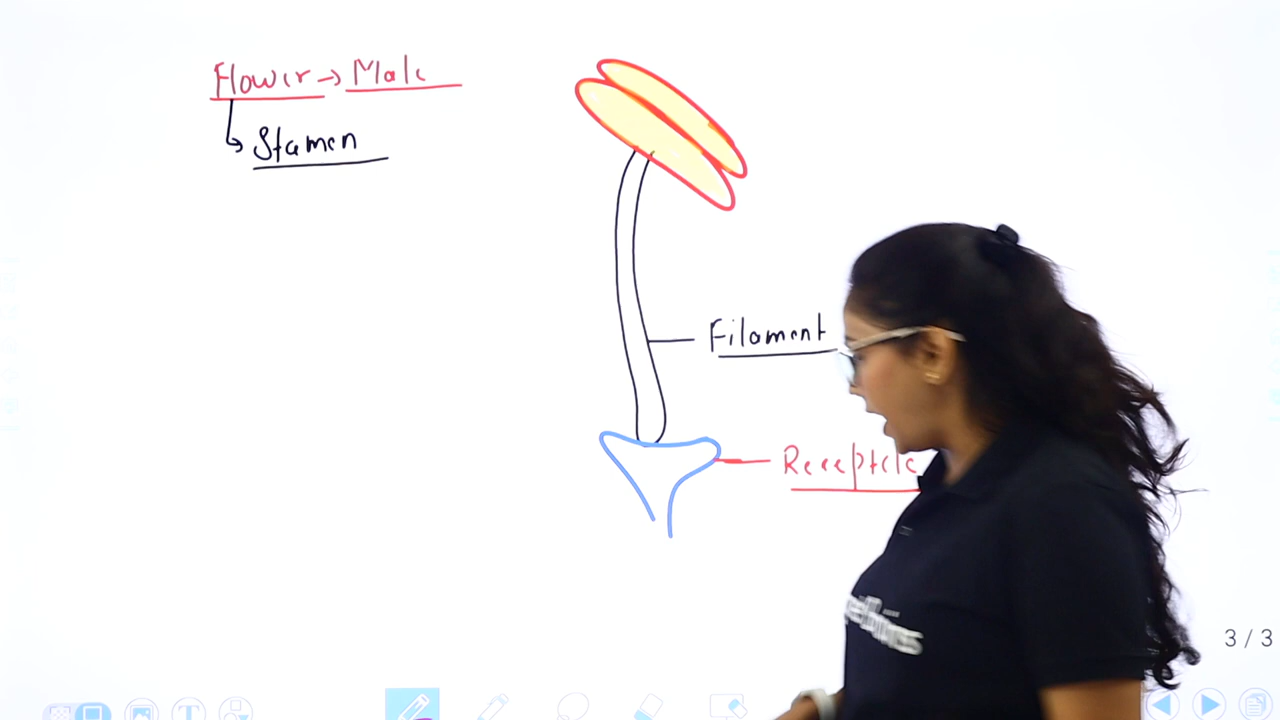 Flower → Male
Stamen
Filament
Receptcle
3 / 3